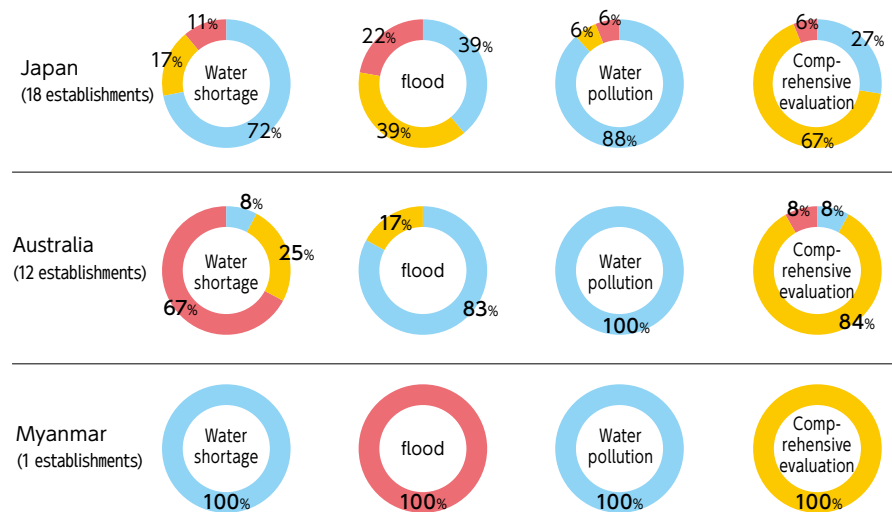 Japan
(18 establishments)
11%
17%
Water
shortage
72%
22%
39%
flood
39%
6%
6%
Water
pollution
88%
6%
27%
Comp-
rehensive
evaluation
67%
Australia
(12 establishments)
8%
25%
Water
shortage
67%
17%
flood
83%
Water
pollution
100%
8%
8%
Comp-
rehensive
evaluation
84%
Myanmar
(1 establishments)
Water
shortage
100%
flood
100%
Water
pollution
100%
Comp-
rehensive
evaluation
100%